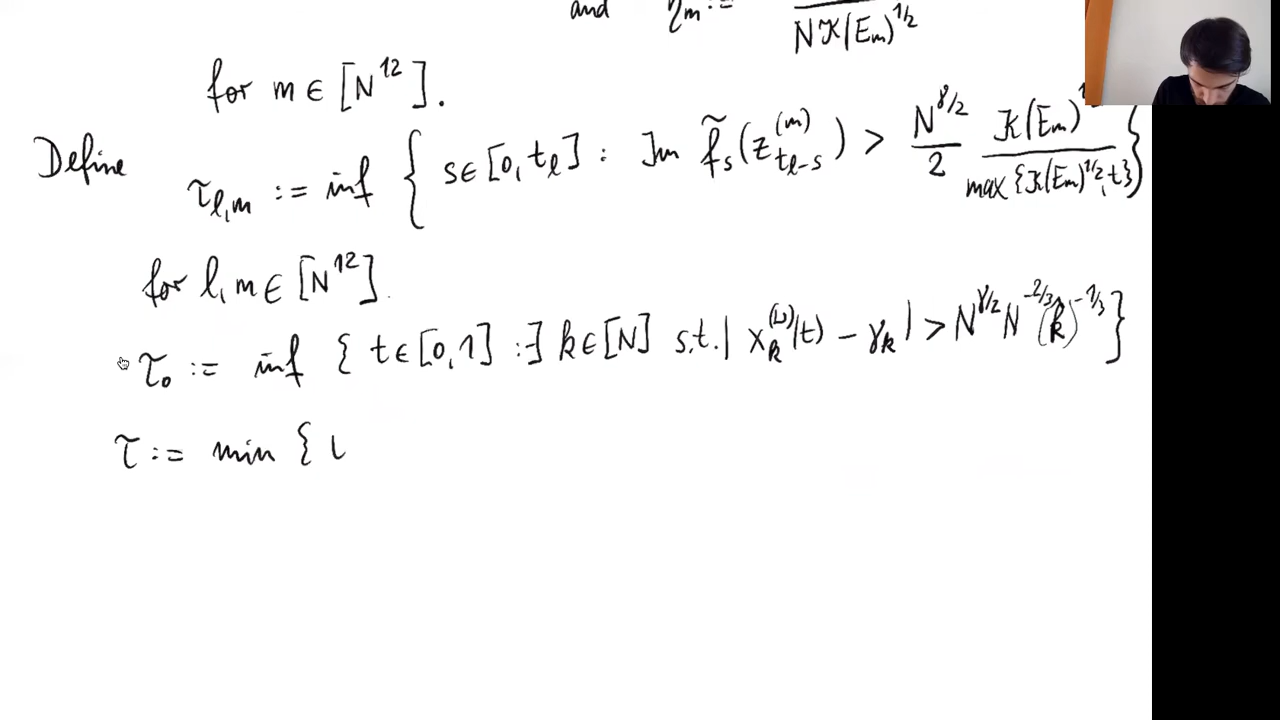 and η_m :=
N K(E_m)^{1/2}
for m ∈ [N^{12}].
Define τ_{l,m} := inf { s ∈ [0, t_l] : Im f̃_s(z^{(m)}_{t_l-s}) > N^{γ/2}/2 K(E_m)^1 / max{K(E_m)^{1/2}, t} }
for l, m ∈ [N^{12}].
τ_0 := inf { t ∈ [0,1] : ∃ k ∈ [N] s.t. | x_k^{(ν)}(t) - γ_k | > N^{γ/2} N^{-2/3} (k̂)^{-1/3} }
τ := min {